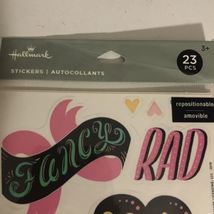 Hallmark
3+
STICKERS / AUTOCOLLANTS
23
PCS
repositionable
amovible
FANCY
RAD